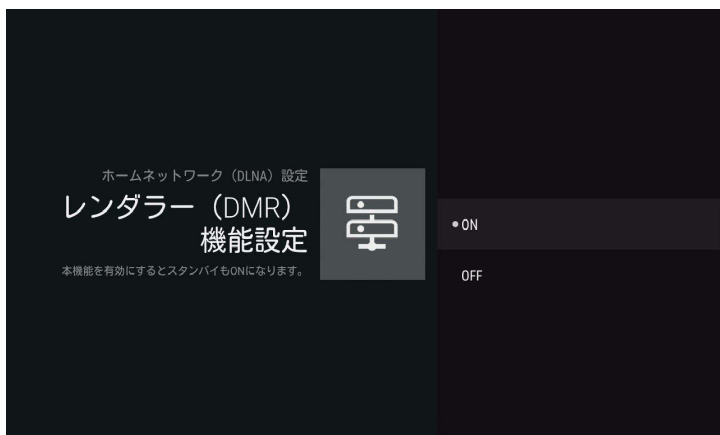 ホームネットワーク（DLNA）設定
レンダラー（DMR）
機能設定
本機能を有効にするとスタンバイもONになります。
ON
OFF